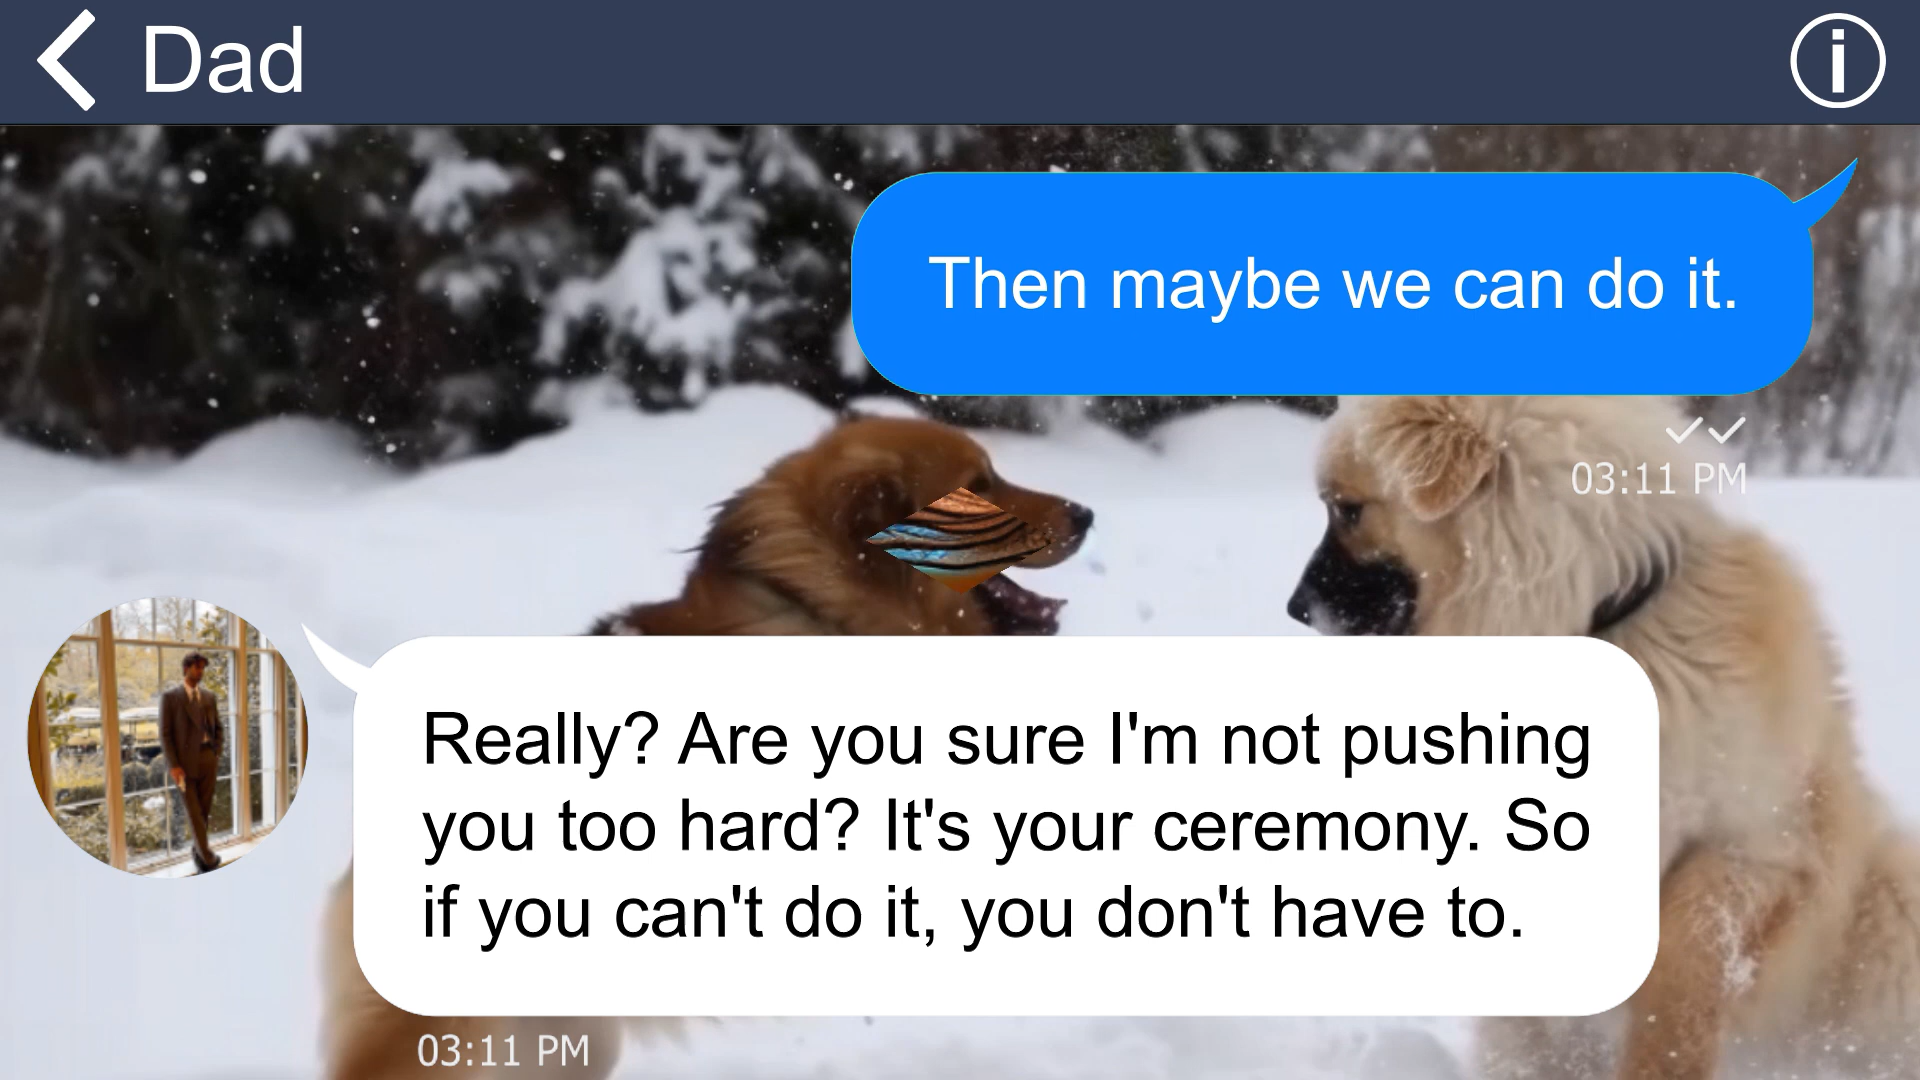 Dad
Then maybe we can do it.
03:11 PM
Really? Are you sure I'm not pushing
you too hard? It's your ceremony. So
if you can't do it, you don't have to.
03:11 PM